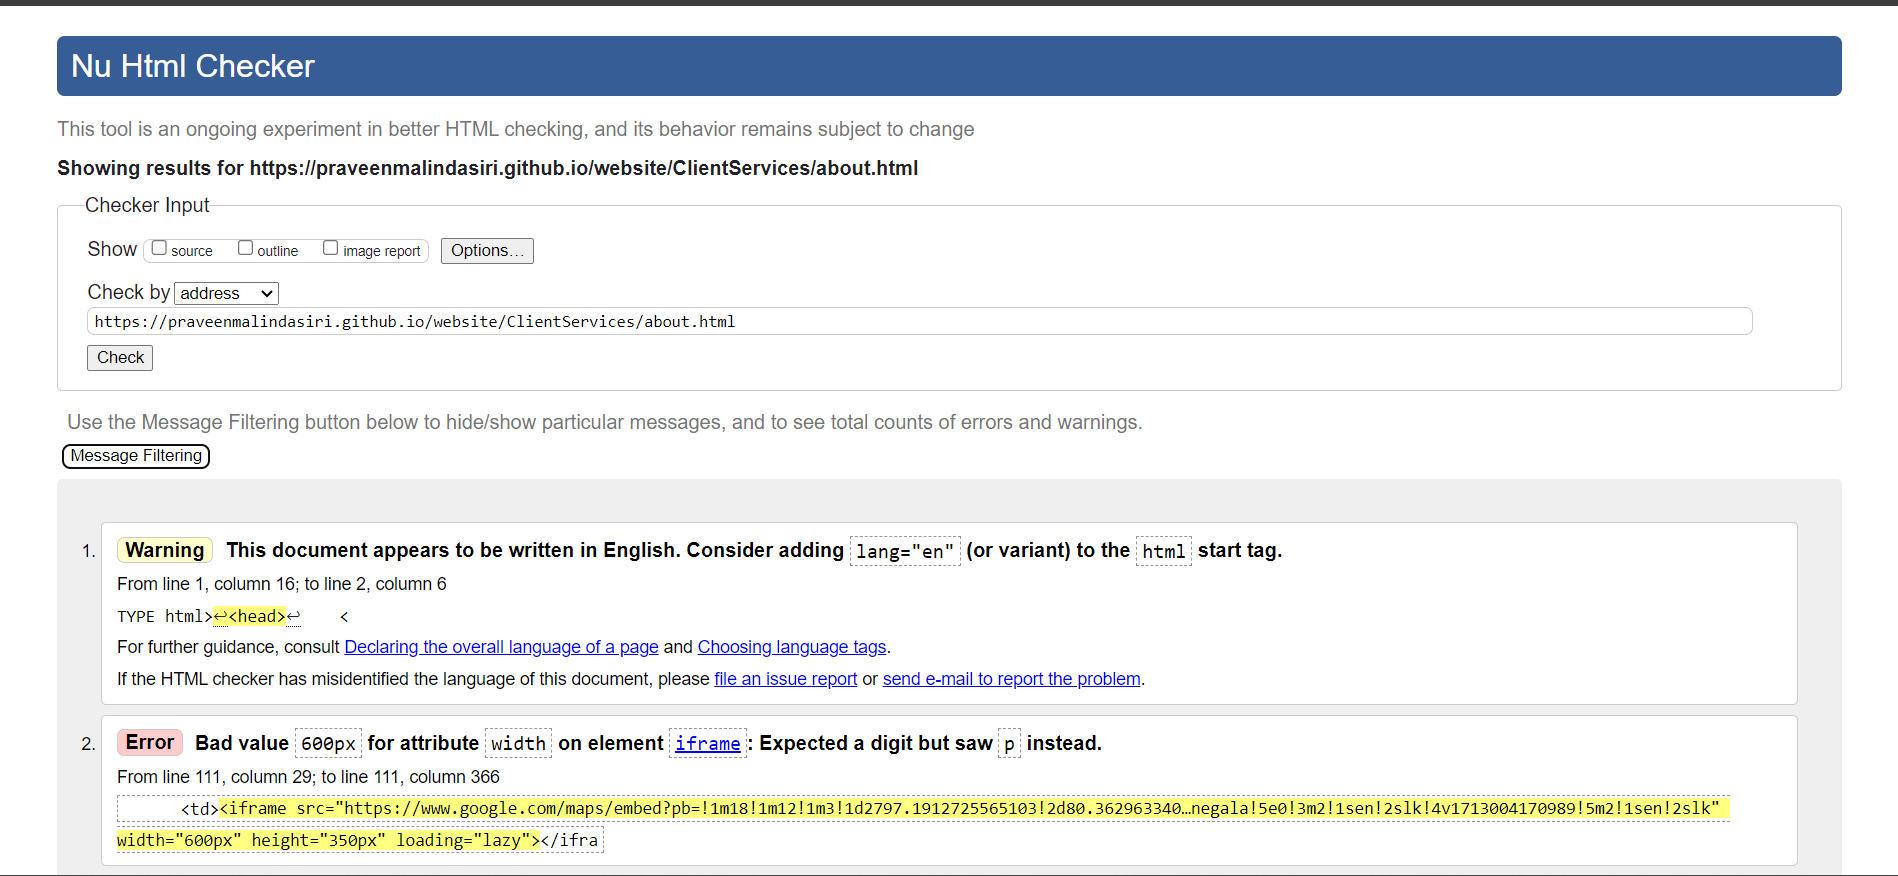 Nu Html Checker
This tool is an ongoing experiment in better HTML checking, and its behavior remains subject to change
Showing results for https://praveenmalindasiri.github.io/website/ClientServices/about.html
Checker Input
Show source outline image report Options…
Check by address
https://praveenmalindasiri.github.io/website/ClientServices/about.html
Check
Use the Message Filtering button below to hide/show particular messages, and to see total counts of errors and warnings.
Message Filtering
1. Warning This document appears to be written in English. Consider adding lang="en" (or variant) to the html start tag.
From line 1, column 16; to line 2, column 6
TYPE html>↩<head>↩    <
For further guidance, consult Declaring the overall language of a page and Choosing language tags.
If the HTML checker has misidentified the language of this document, please file an issue report or send e-mail to report the problem.
2. Error Bad value 600px for attribute width on element iframe: Expected a digit but saw p instead.
From line 111, column 29; to line 111, column 366
<td><iframe src="https://www.google.com/maps/embed?pb=!1m18!1m12!1m3!1d2797.1912725565103!2d80.362963340…negala!5e0!3m2!1sen!2slk!4v1713004170989!5m2!1sen!2slk"
width="600px" height="350px" loading="lazy"></ifra